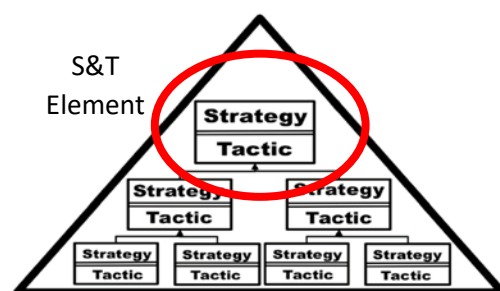 S&T
Element
Strategy
Tactic
Strategy Strategy
Tactic Tactic
Strategy Strategy Strategy Strategy
Tactic Tactic Tactic Tactic